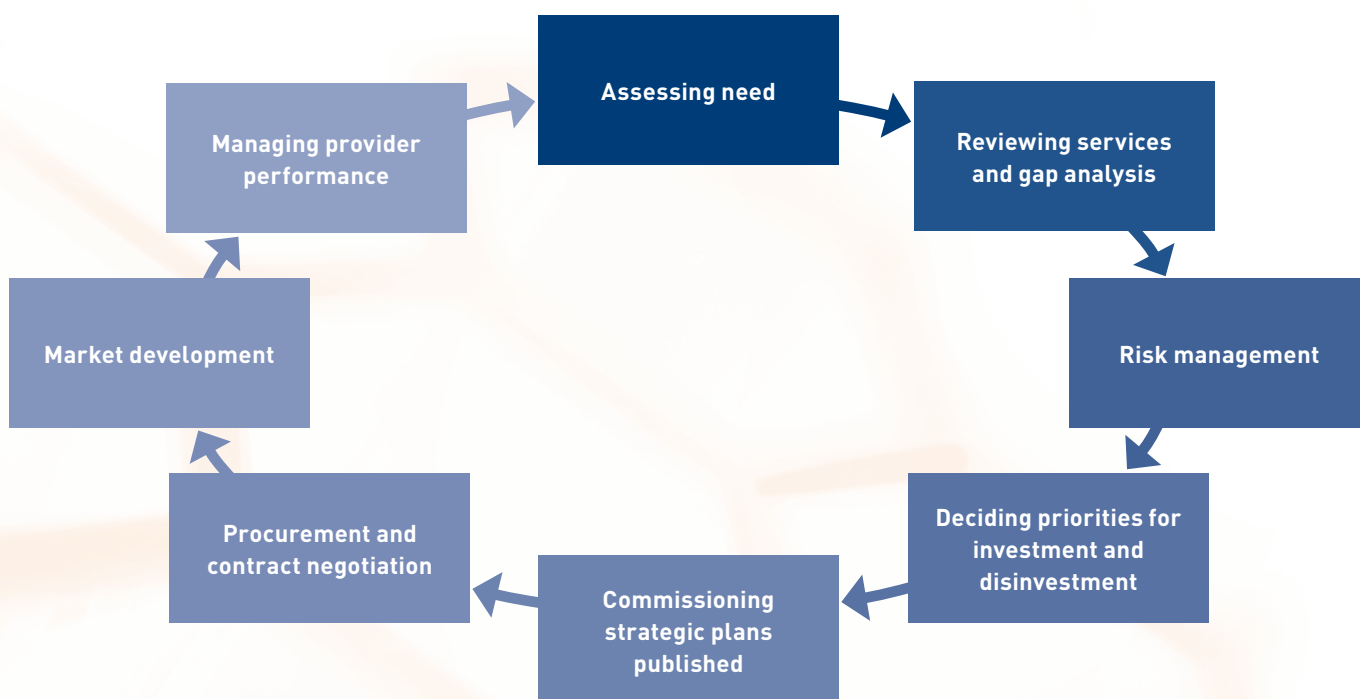 Assessing need
Reviewing services
and gap analysis
Risk management
Deciding priorities for
investment and
disinvestment
Commissioning
strategic plans
published
Procurement and
contract negotiation
Market development
Managing provider
performance